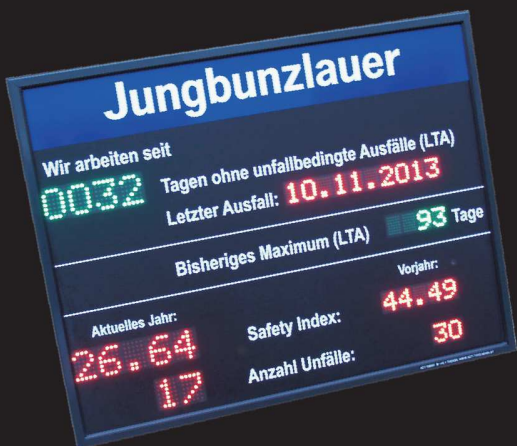 Jungbunzlauer
Wir arbeiten seit
0032 Tagen ohne unfallbedingte Ausfälle (LTA)
Letzter Ausfall: 10.11.2013
Bisheriges Maximum (LTA) 93 Tage
Aktuelles Jahr: Vorjahr:
26.64 Safety Index: 44.49
17 Anzahl Unfälle: 30